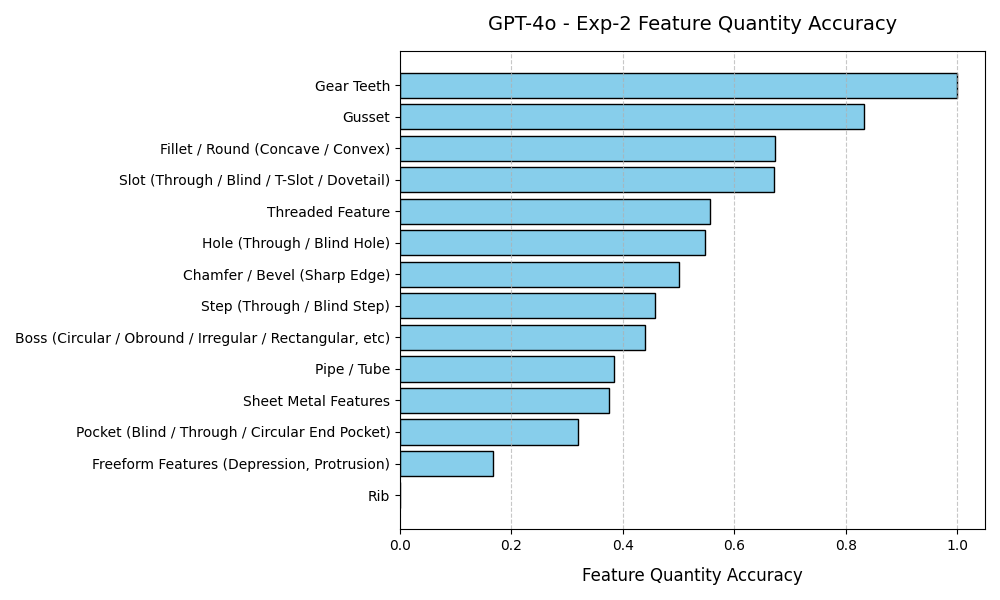 GPT-4o - Exp-2 Feature Quantity Accuracy
Gear Teeth
Gusset
Fillet / Round (Concave / Convex)
Slot (Through / Blind / T-Slot / Dovetail)
Threaded Feature
Hole (Through / Blind Hole)
Chamfer / Bevel (Sharp Edge)
Step (Through / Blind Step)
Boss (Circular / Obround / Irregular / Rectangular, etc)
Pipe / Tube
Sheet Metal Features
Pocket (Blind / Through / Circular End Pocket)
Freeform Features (Depression, Protrusion)
Rib
0.0 0.2 0.4 0.6 0.8 1.0
Feature Quantity Accuracy